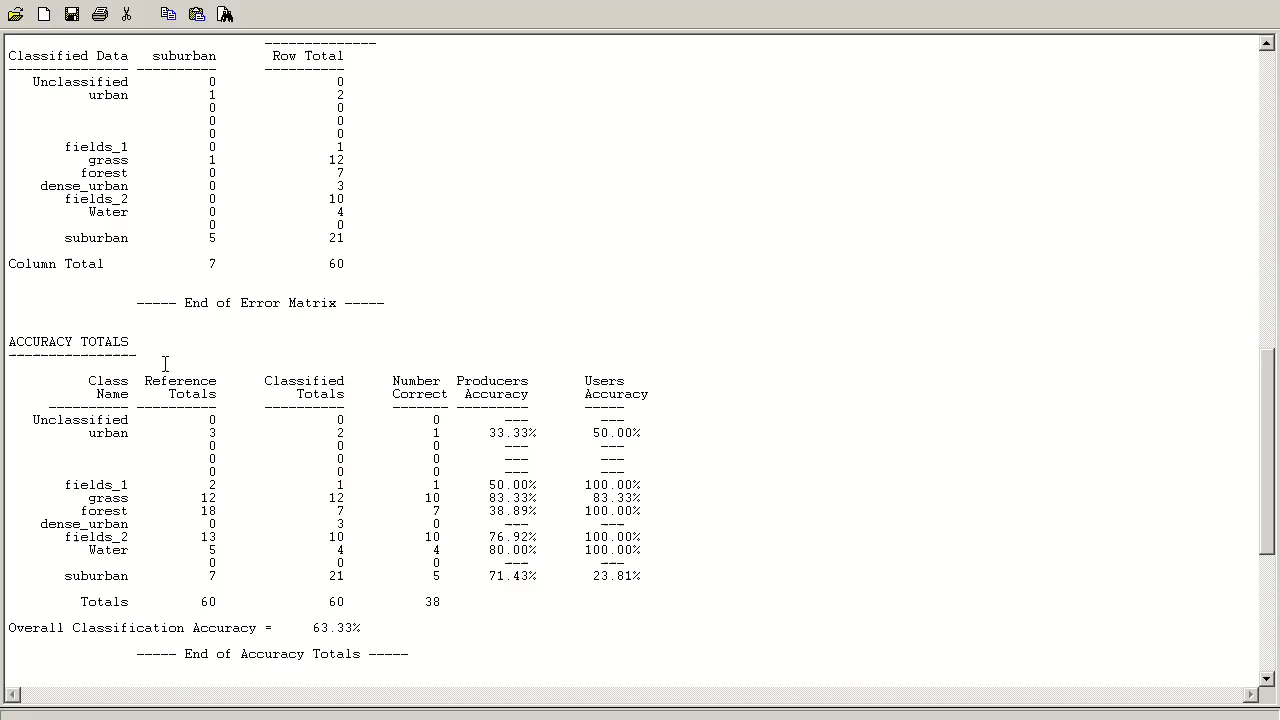 --------------
Classified Data   suburban      Row Total
--------------- ----------      ----------
Unclassified          0               0
urban          1               2
0               0
0               0
0               0
fields_1          0               1
grass          1              12
forest          0               7
dense_urban          0               3
fields_2          0              10
Water          0               4
0               0
suburban          5              21
Column Total             7              60
----- End of Error Matrix -----
ACCURACY TOTALS
----------------
Class  Reference      Classified      Number  Producers       Users
Name     Totals          Totals      Correct  Accuracy       Accuracy
---------- ----------      ----------      ------- ---------       -----
Unclassified          0               0           0        ---         ---
urban          3               2           1      33.33%       50.00%
0               0           0        ---         ---
0               0           0        ---         ---
0               0           0        ---         ---
fields_1          2               1           1      50.00%      100.00%
grass         12              12          10      83.33%       83.33%
forest         18               7           7      38.89%      100.00%
dense_urban          0               3           0        ---         ---
fields_2         13              10          10      76.92%      100.00%
Water          5               4           4      80.00%      100.00%
0               0           0        ---         ---
suburban          7              21           5      71.43%       23.81%
Totals         60              60          38
Overall Classification Accuracy =     63.33%
----- End of Accuracy Totals -----